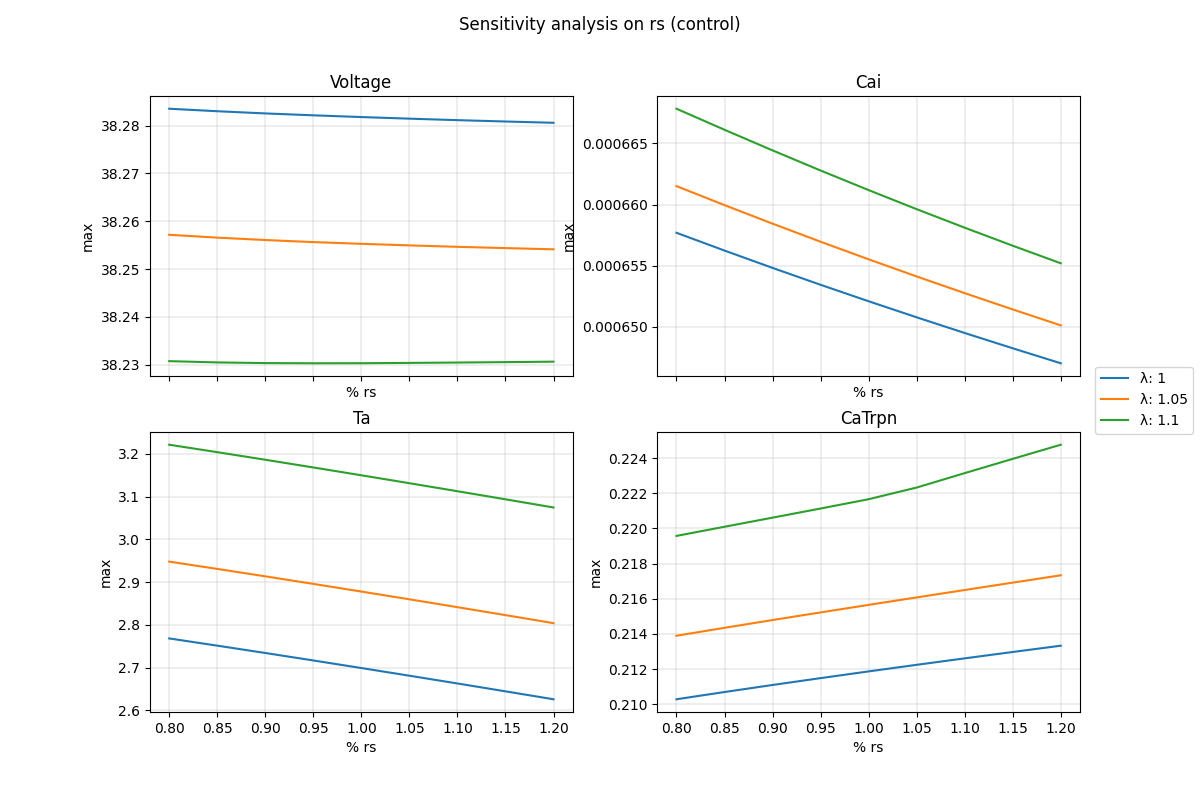 Sensitivity analysis on rs (control)
Voltage
max
38.28
38.27
38.26
38.25
38.24
38.23
% rs
Cai
max
0.000665
0.000660
0.000655
0.000650
% rs
λ: 1
λ: 1.05
λ: 1.1
Ta
max
3.2
3.1
3.0
2.9
2.8
2.7
2.6
0.80 0.85 0.90 0.95 1.00 1.05 1.10 1.15 1.20
% rs
CaTrpn
max
0.224
0.222
0.220
0.218
0.216
0.214
0.212
0.210
0.80 0.85 0.90 0.95 1.00 1.05 1.10 1.15 1.20
% rs